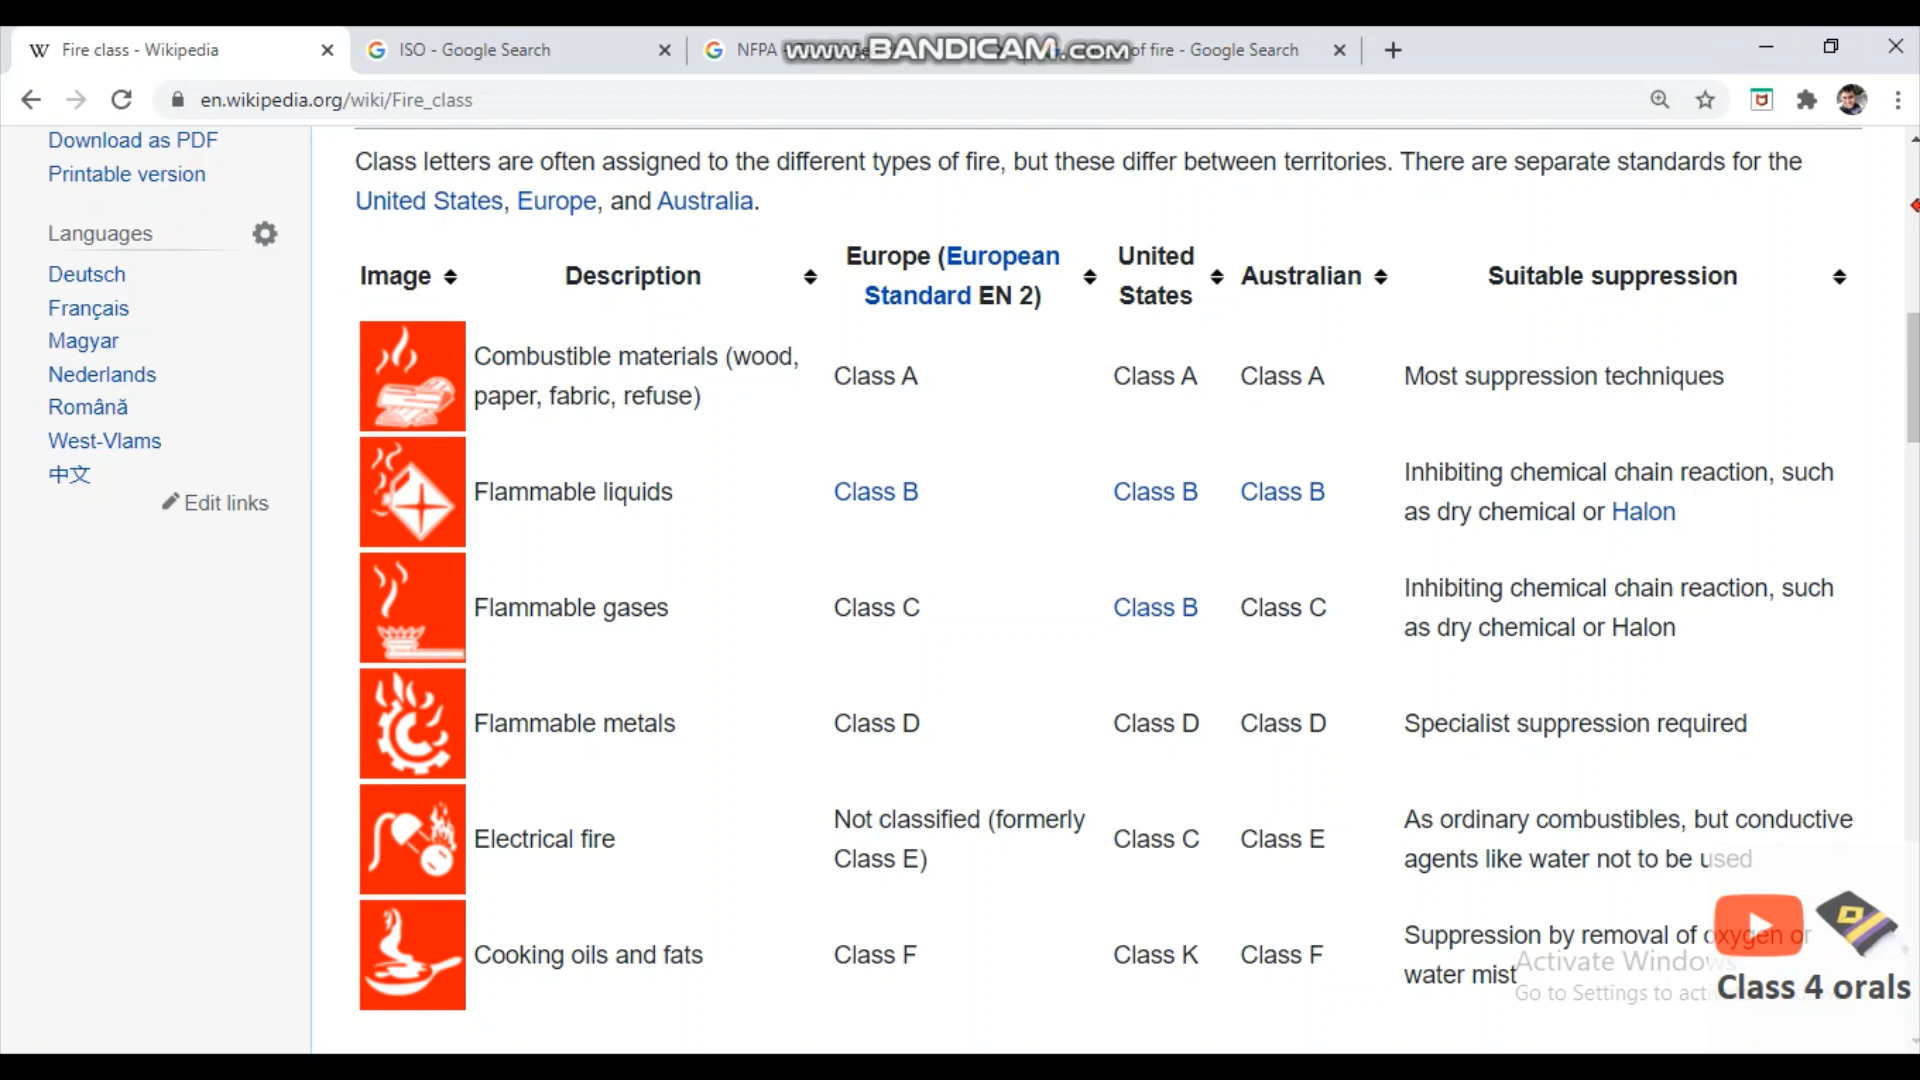 Fire class - Wikipedia
ISO - Google Search
NFPA
www.BANDICAM.com
of fire - Google Search
en.wikipedia.org/wiki/Fire_class
Download as PDF
Printable version
Languages
Deutsch
Français
Magyar
Nederlands
Română
West-Vlams
中文
Edit links
Class letters are often assigned to the different types of fire, but these differ between territories. There are separate standards for the
United States, Europe, and Australia.
Image
Description
Europe (European
Standard EN 2)
United
States
Australian
Suitable suppression
Combustible materials (wood,
paper, fabric, refuse)
Class A
Class A
Class A
Most suppression techniques
Flammable liquids
Class B
Class B
Class B
Inhibiting chemical chain reaction, such
as dry chemical or Halon
Flammable gases
Class C
Class B
Class C
Inhibiting chemical chain reaction, such
as dry chemical or Halon
Flammable metals
Class D
Class D
Class D
Specialist suppression required
Electrical fire
Not classified (formerly
Class E)
Class C
Class E
As ordinary combustibles, but conductive
agents like water not to be used
Cooking oils and fats
Class F
Class K
Class F
Suppression by removal of oxygen or
water mist
Activate Windows
Go to Settings to
Class 4 orals